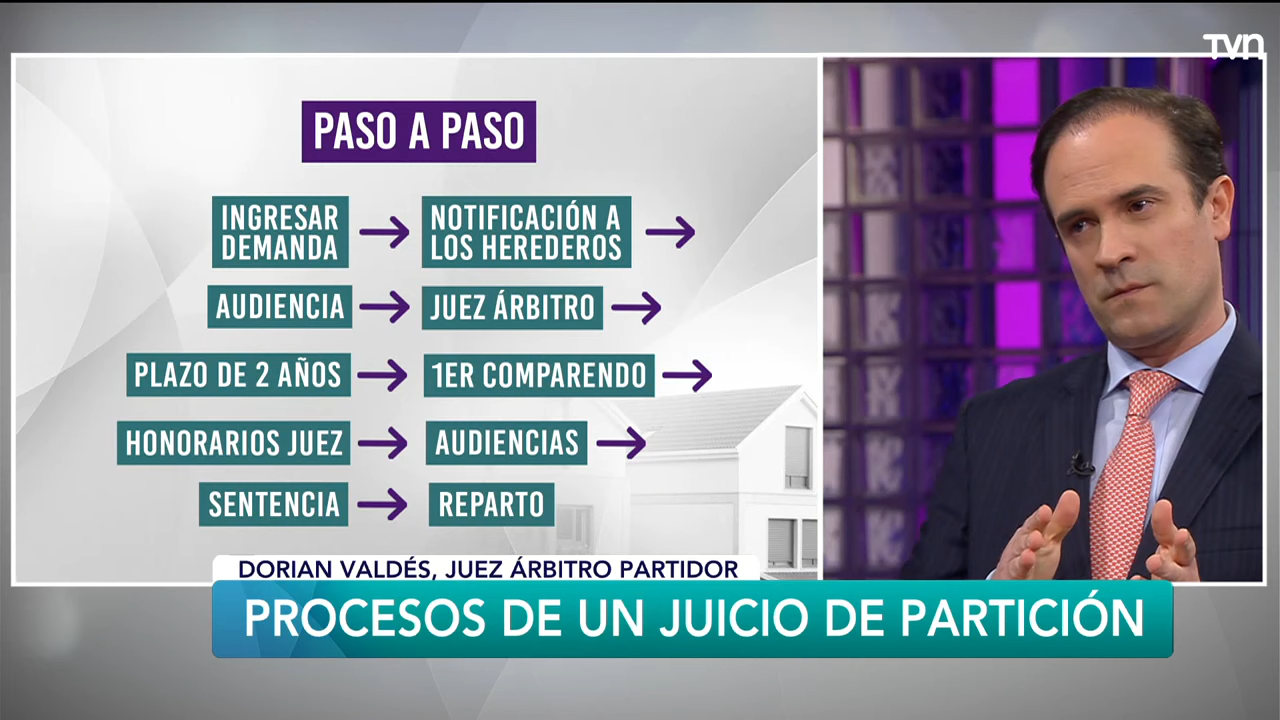 TVN
PASO A PASO
INGRESAR
DEMANDA
NOTIFICACIÓN A
LOS HEREDEROS
AUDIENCIA
JUEZ ÁRBITRO
PLAZO DE 2 AÑOS
1ER COMPARENDO
HONORARIOS JUEZ
AUDIENCIAS
SENTENCIA
REPARTO
DORIAN VALDÉS, JUEZ ÁRBITRO PARTIDOR
PROCESOS DE UN JUICIO DE PARTICIÓN